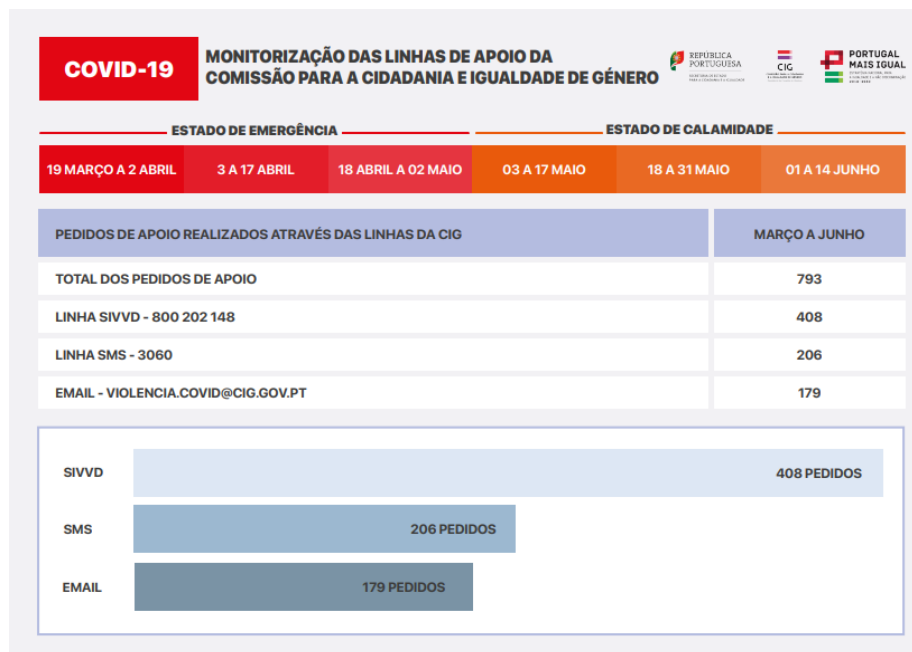 COVID-19
MONITORIZAÇÃO DAS LINHAS DE APOIO DA
COMISSÃO PARA A CIDADANIA E IGUALDADE DE GÉNERO
REPÚBLICA
PORTUGUESA
CIG
PORTUGAL
MAIS IGUAL
ESTADO DE EMERGÊNCIA
ESTADO DE CALAMIDADE
19 MARÇO A 2 ABRIL
3 A 17 ABRIL
18 ABRIL A 02 MAIO
03 A 17 MAIO
18 A 31 MAIO
01 A 14 JUNHO
PEDIDOS DE APOIO REALIZADOS ATRAVÉS DAS LINHAS DA CIG
MARÇO A JUNHO
TOTAL DOS PEDIDOS DE APOIO
793
LINHA SIVVD - 800 202 148
408
LINHA SMS - 3060
206
EMAIL - VIOLENCIA.COVID@CIG.GOV.PT
179
SIVVD
408 PEDIDOS
SMS
206 PEDIDOS
EMAIL
179 PEDIDOS